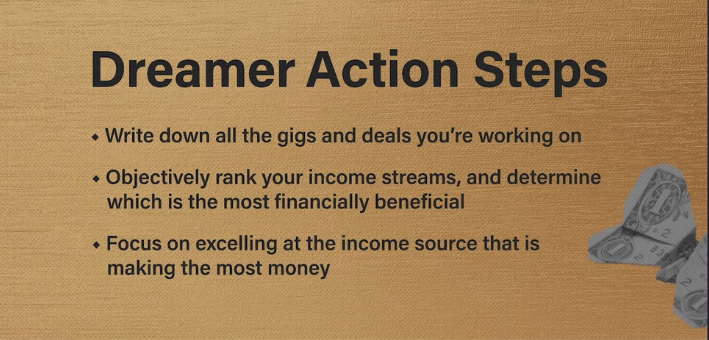 Dreamer Action Steps
◆ Write down all the gigs and deals you're working on
◆ Objectively rank your income streams, and determine
which is the most financially beneficial
◆ Focus on excelling at the income source that is
making the most money